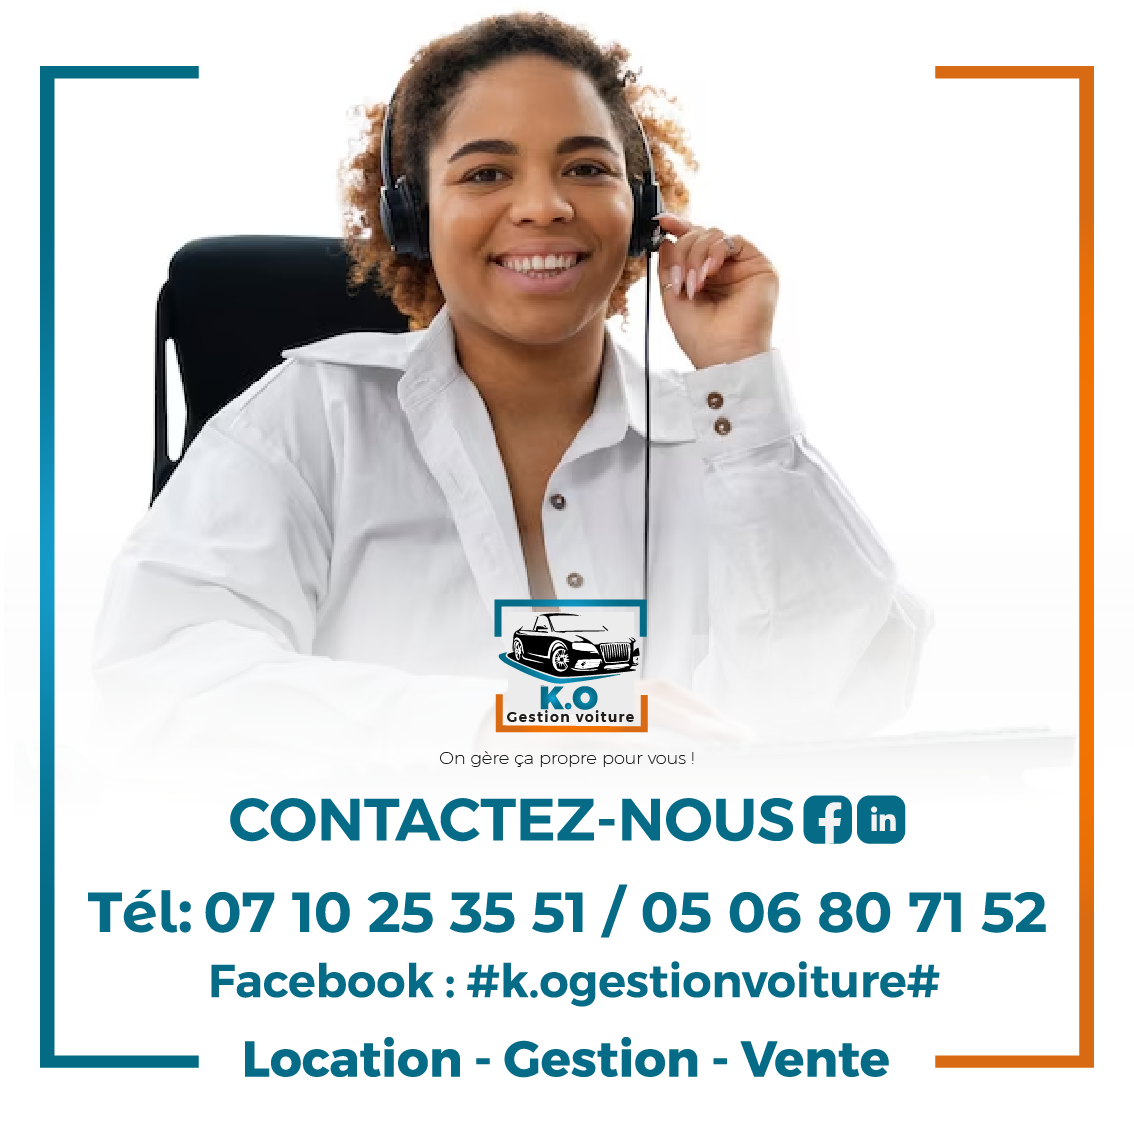 K.O
Gestion voiture
On gère ça propre pour vous !
CONTACTEZ-NOUS f in
Tél: 07 10 25 35 51 / 05 06 80 71 52
Facebook : #k.ogestionvoiture#
Location - Gestion - Vente